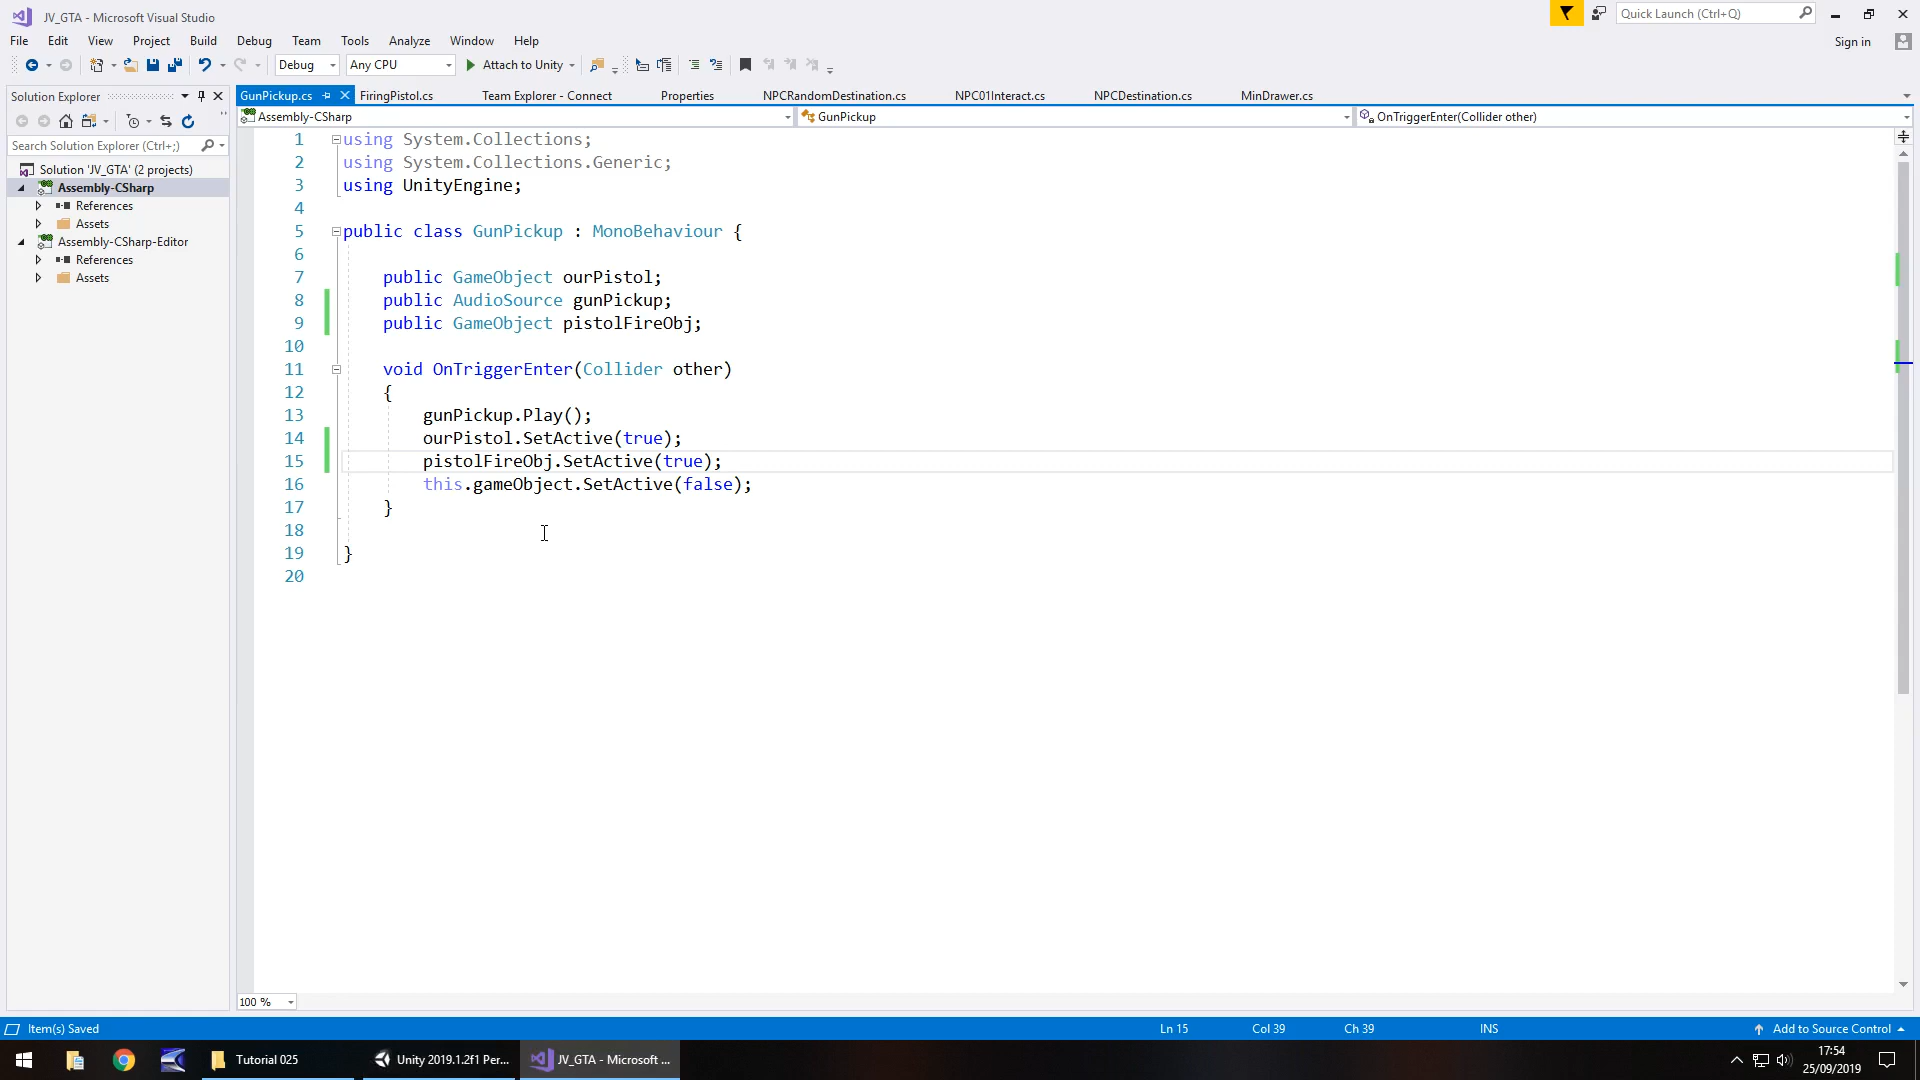 JV_GTA - Microsoft Visual Studio
Quick Launch (Ctrl+Q)
File Edit View Project Build Debug Team Tools Analyze Window Help
Sign in
Debug Any CPU Attach to Unity
Solution Explorer
GunPickup.cs FiringPistol.cs Team Explorer - Connect Properties NPCRandomDestination.cs NPC01Interact.cs NPCDestination.cs MinDrawer.cs
Assembly-CSharp GunPickup OnTriggerEnter(Collider other)
Search Solution Explorer (Ctrl+;)
Solution 'JV_GTA' (2 projects)
Assembly-CSharp
References
Assets
Assembly-CSharp-Editor
References
Assets
1 using System.Collections;
2 using System.Collections.Generic;
3 using UnityEngine;
4
5 public class GunPickup : MonoBehaviour {
6
7 public GameObject ourPistol;
8 public AudioSource gunPickup;
9 public GameObject pistolFireObj;
10
11 void OnTriggerEnter(Collider other)
12 {
13 gunPickup.Play();
14 ourPistol.SetActive(true);
15 pistolFireObj.SetActive(true);
16 this.gameObject.SetActive(false);
17 }
18
19 }
20
100 %
Item(s) Saved Ln 15 Col 39 Ch 39 INS Add to Source Control
Tutorial 025 Unity 2019.1.2f1 Per... JV_GTA - Microsoft ...
17:54
25/09/2019